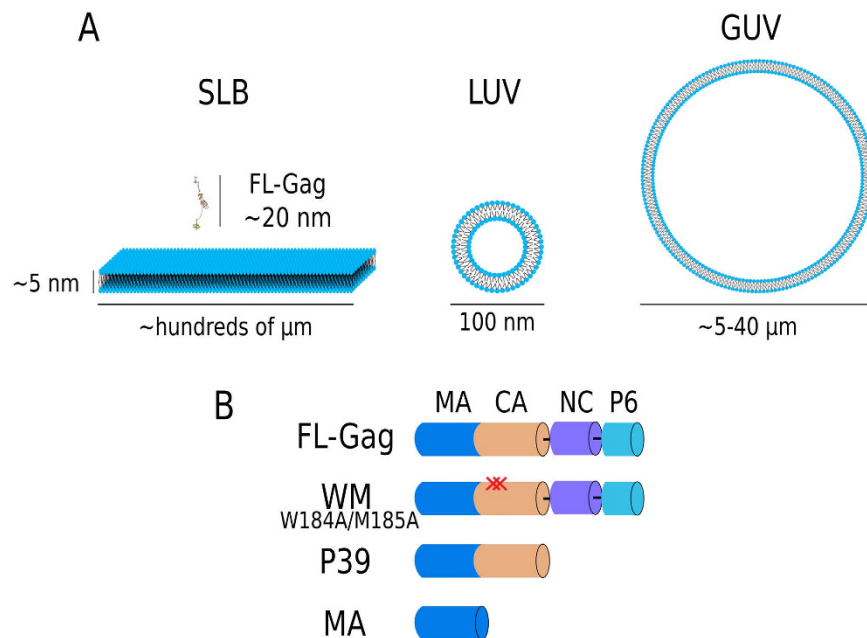 A
GUV
SLB
LUV
FL-Gag
~20 nm
~5 nm
~hundreds of µm
100 nm
~5-40 µm
B
MA CA NC P6
FL-Gag
WM
W184A/M185A
P39
MA